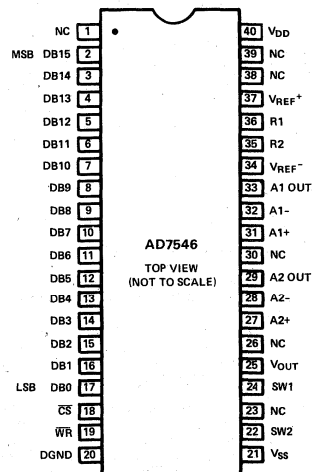 NC 1 40 VDD
MSB DB15 2 39 NC
DB14 3 38 NC
DB13 4 37 VREF+
DB12 5 36 R1
DB11 6 35 R2
DB10 7 34 VREF-
DB9 8 33 A1 OUT
DB8 9 32 A1-
DB7 10 31 A1+
AD7546
DB6 11 30 NC
TOP VIEW
DB5 12 29 A2 OUT
(NOT TO SCALE)
DB4 13 28 A2-
DB3 14 27 A2+
DB2 15 26 NC
DB1 16 25 VOUT
LSB DB0 17 24 SW1
C̅S̅ 18 23 NC
W̅R̅ 19 22 SW2
DGND 20 21 VSS